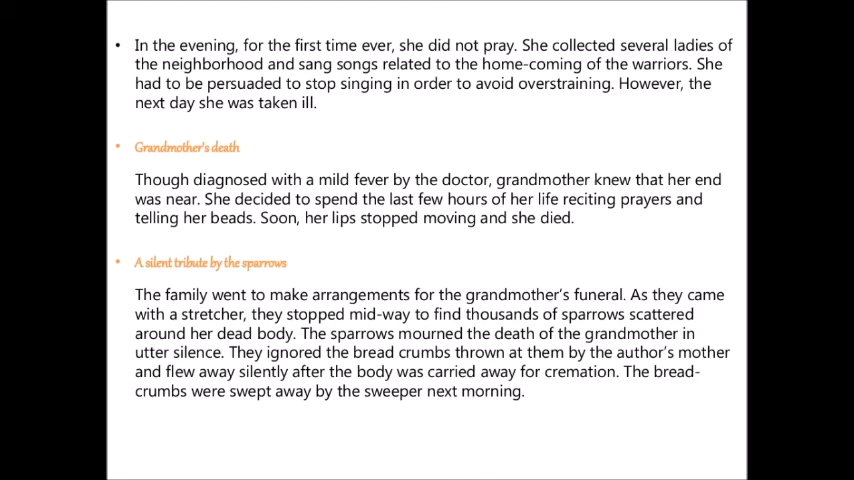 • In the evening, for the first time ever, she did not pray. She collected several ladies of
the neighborhood and sang songs related to the home-coming of the warriors. She
had to be persuaded to stop singing in order to avoid overstraining. However, the
next day she was taken ill.
• Grandmother's death
Though diagnosed with a mild fever by the doctor, grandmother knew that her end
was near. She decided to spend the last few hours of her life reciting prayers and
telling her beads. Soon, her lips stopped moving and she died.
• A silent tribute by the sparrows
The family went to make arrangements for the grandmother's funeral. As they came
with a stretcher, they stopped mid-way to find thousands of sparrows scattered
around her dead body. The sparrows mourned the death of the grandmother in
utter silence. They ignored the bread crumbs thrown at them by the author's mother
and flew away silently after the body was carried away for cremation. The bread-
crumbs were swept away by the sweeper next morning.